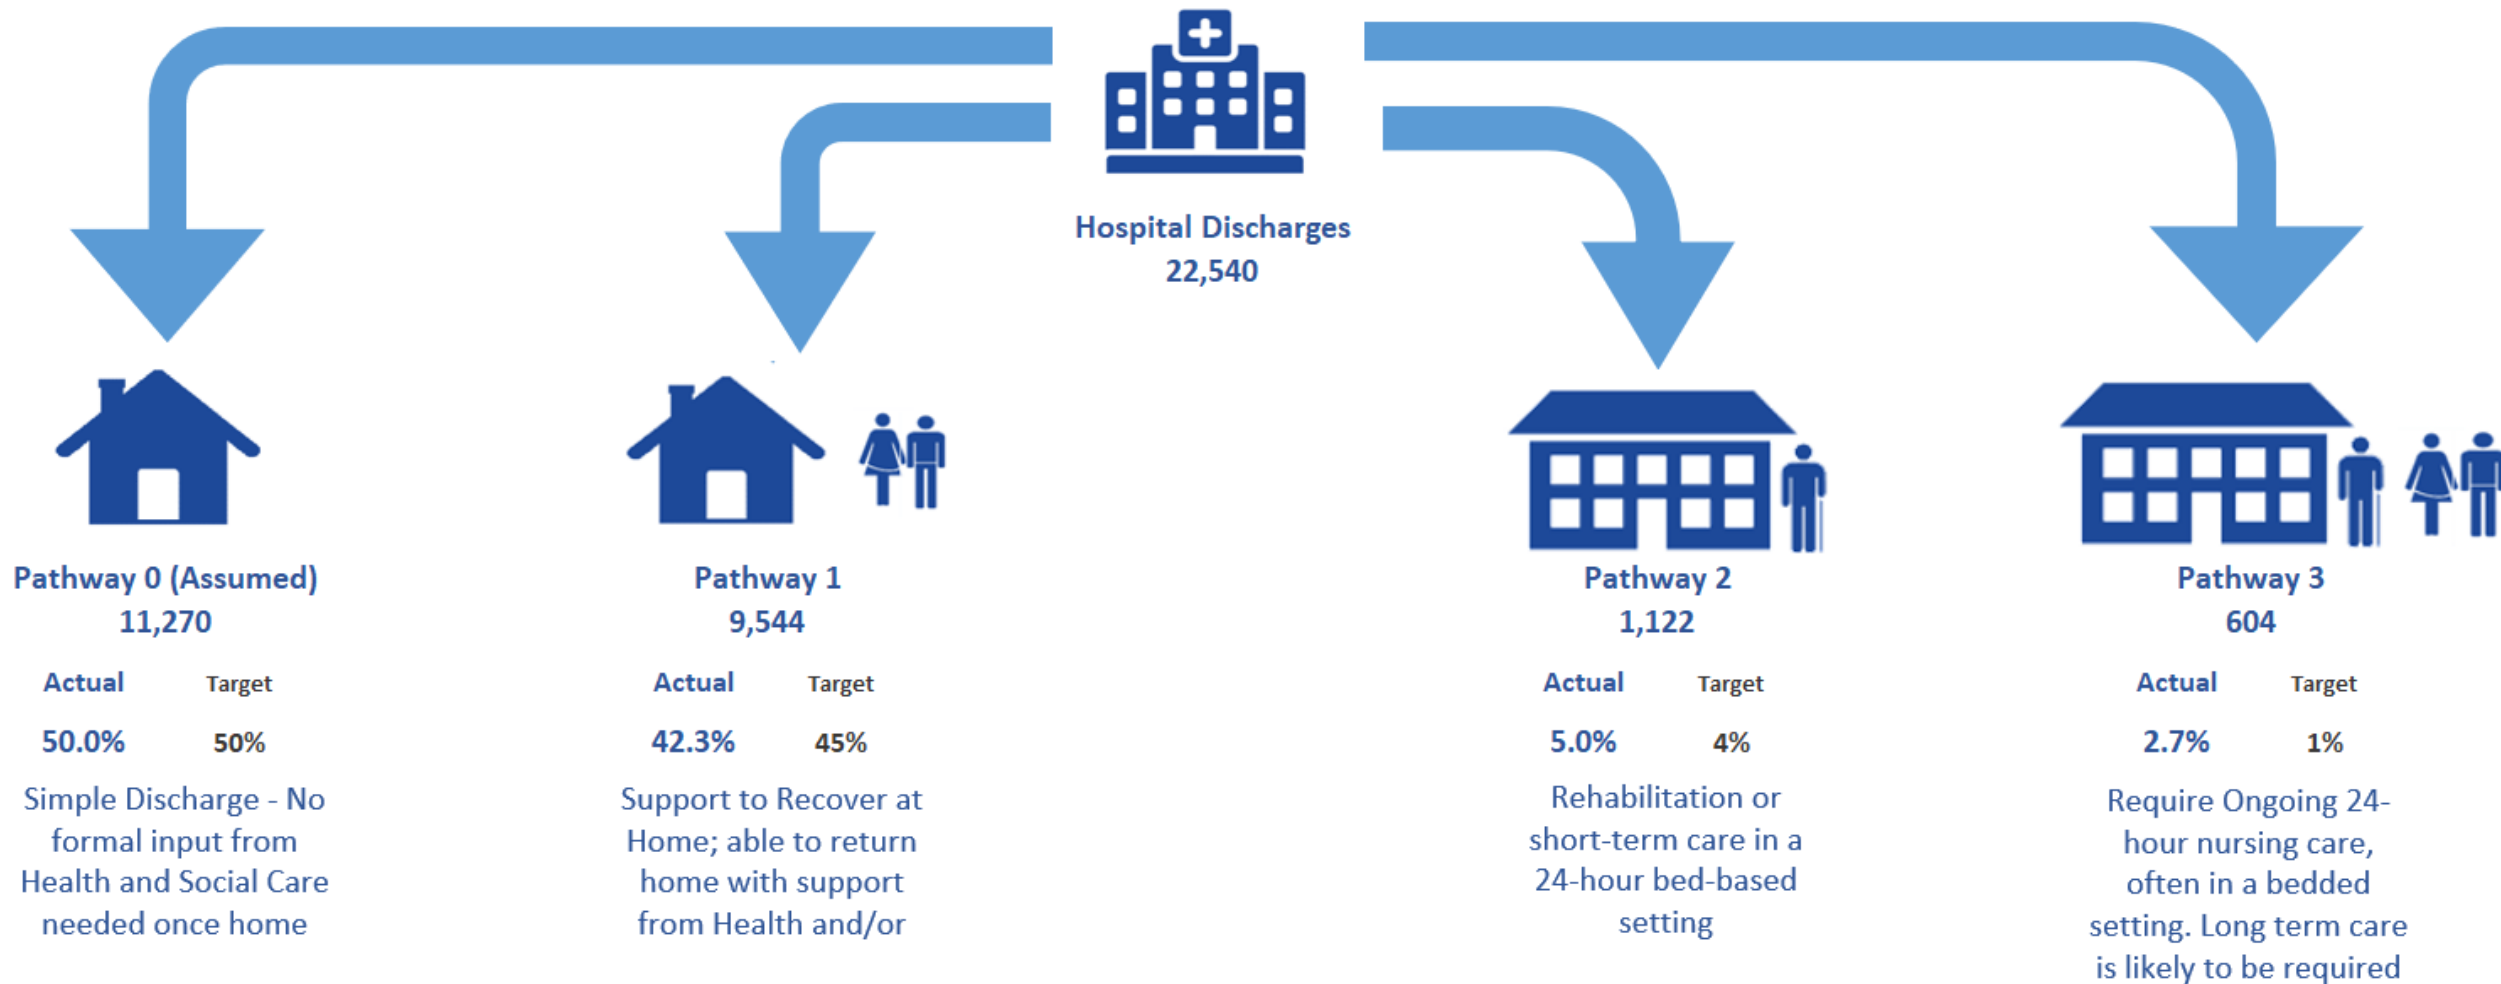 Hospital Discharges
22,540
Pathway 0 (Assumed)
11,270
Actual Target
50.0% 50%
Simple Discharge - No
formal input from
Health and Social Care
needed once home
Pathway 1
9,544
Actual Target
42.3% 45%
Support to Recover at
Home; able to return
home with support
from Health and/or
Pathway 2
1,122
Actual Target
5.0% 4%
Rehabilitation or
short-term care in a
24-hour bed-based
setting
Pathway 3
604
Actual Target
2.7% 1%
Require Ongoing 24-
hour nursing care,
often in a bedded
setting. Long term care
is likely to be required